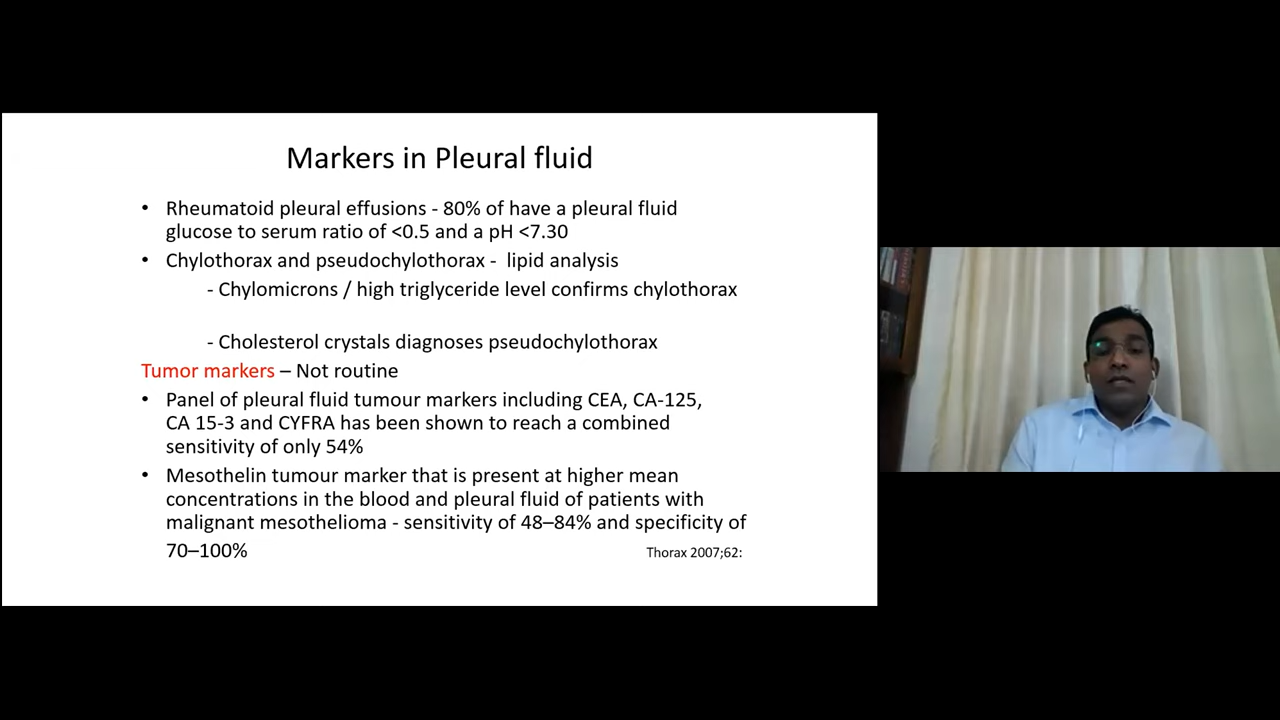 Markers in Pleural fluid
• Rheumatoid pleural effusions - 80% of have a pleural fluid
glucose to serum ratio of <0.5 and a pH <7.30
• Chylothorax and pseudochylothorax - lipid analysis
- Chylomicrons / high triglyceride level confirms chylothorax
- Cholesterol crystals diagnoses pseudochylothorax
Tumor markers – Not routine
• Panel of pleural fluid tumour markers including CEA, CA-125,
CA 15-3 and CYFRA has been shown to reach a combined
sensitivity of only 54%
• Mesothelin tumour marker that is present at higher mean
concentrations in the blood and pleural fluid of patients with
malignant mesothelioma - sensitivity of 48–84% and specificity of
70–100%
Thorax 2007;62: